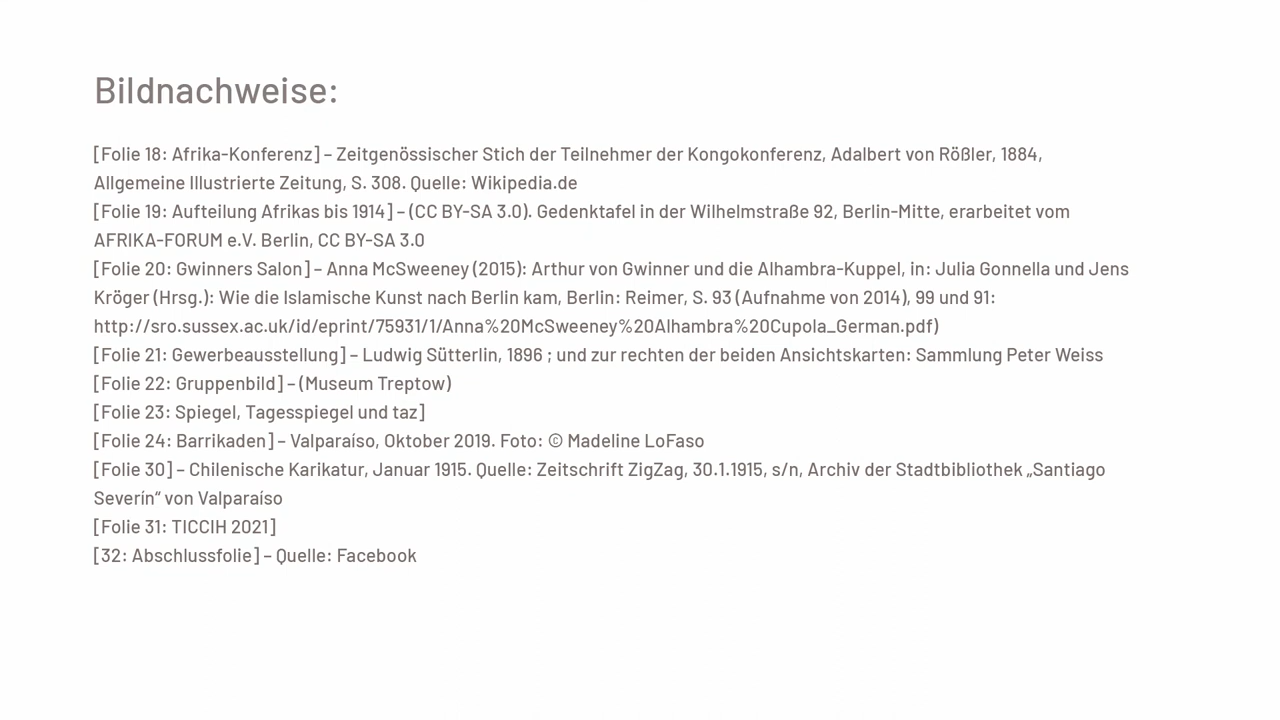 Bildnachweise:
[Folie 18: Afrika-Konferenz] – Zeitgenössischer Stich der Teilnehmer der Kongokonferenz, Adalbert von Rößler, 1884,
Allgemeine Illustrierte Zeitung, S. 308. Quelle: Wikipedia.de
[Folie 19: Aufteilung Afrikas bis 1914] – (CC BY-SA 3.0). Gedenktafel in der Wilhelmstraße 92, Berlin-Mitte, erarbeitet vom
AFRIKA-FORUM e.V. Berlin, CC BY-SA 3.0
[Folie 20: Gwinners Salon] – Anna McSweeney (2015): Arthur von Gwinner und die Alhambra-Kuppel, in: Julia Gonnella und Jens
Kröger (Hrsg.): Wie die Islamische Kunst nach Berlin kam, Berlin: Reimer, S. 93 (Aufnahme von 2014), 99 und 91:
http://sro.sussex.ac.uk/id/eprint/75931/1/Anna%20McSweeney%20Alhambra%20Cupola_German.pdf)
[Folie 21: Gewerbeausstellung] – Ludwig Sütterlin, 1896 ; und zur rechten der beiden Ansichtskarten: Sammlung Peter Weiss
[Folie 22: Gruppenbild] – (Museum Treptow)
[Folie 23: Spiegel, Tagesspiegel und taz]
[Folie 24: Barrikaden] – Valparaíso, Oktober 2019. Foto: © Madeline LoFaso
[Folie 30] – Chilenische Karikatur, Januar 1915. Quelle: Zeitschrift ZigZag, 30.1.1915, s/n, Archiv der Stadtbibliothek „Santiago
Severín“ von Valparaíso
[Folie 31: TICCIH 2021]
[32: Abschlussfolie] – Quelle: Facebook